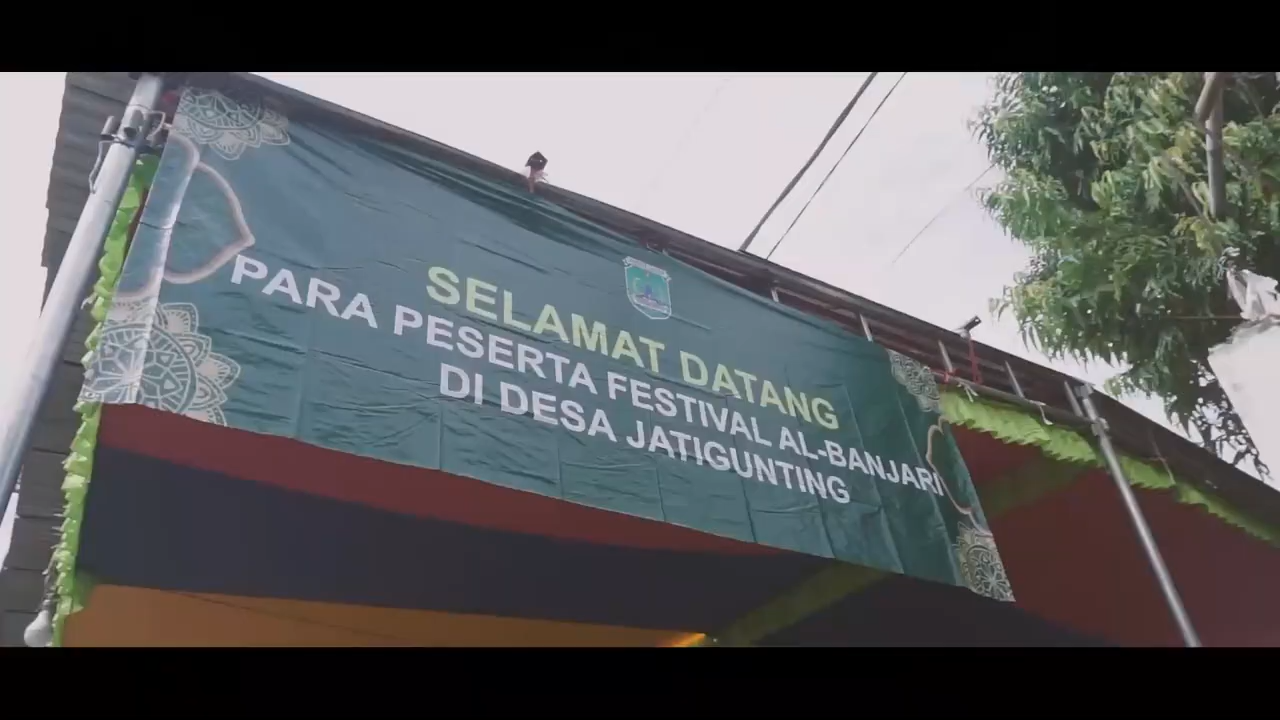 SELAMAT DATANG
PARA PESERTA FESTIVAL AL-BANJARI
DI DESA JATIGUNTING